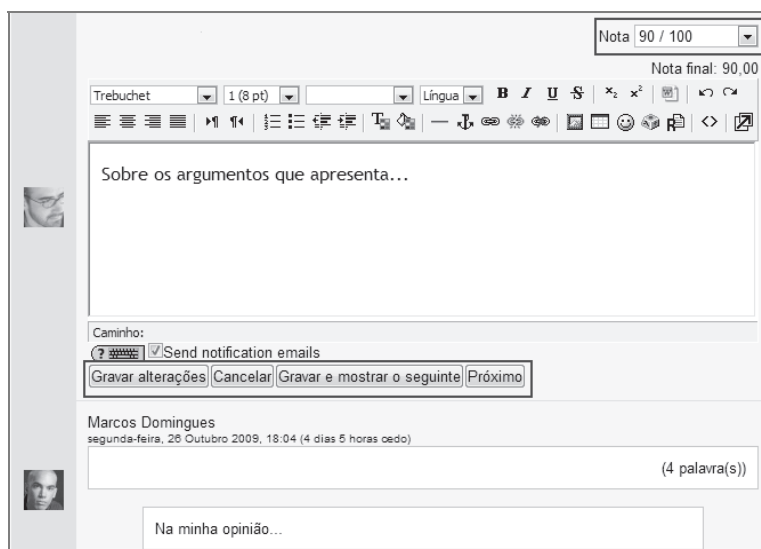 Nota 90 / 100
Nota final: 90,00
Trebuchet 1 (8 pt) Língua B I U S x₂ x²
Sobre os argumentos que apresenta...
Caminho:
? Send notification emails
Gravar alterações Cancelar Gravar e mostrar o seguinte Próximo
Marcos Domingues
segunda-feira, 26 Outubro 2009, 18:04 (4 dias 5 horas cedo)
(4 palavra(s))
Na minha opinião...